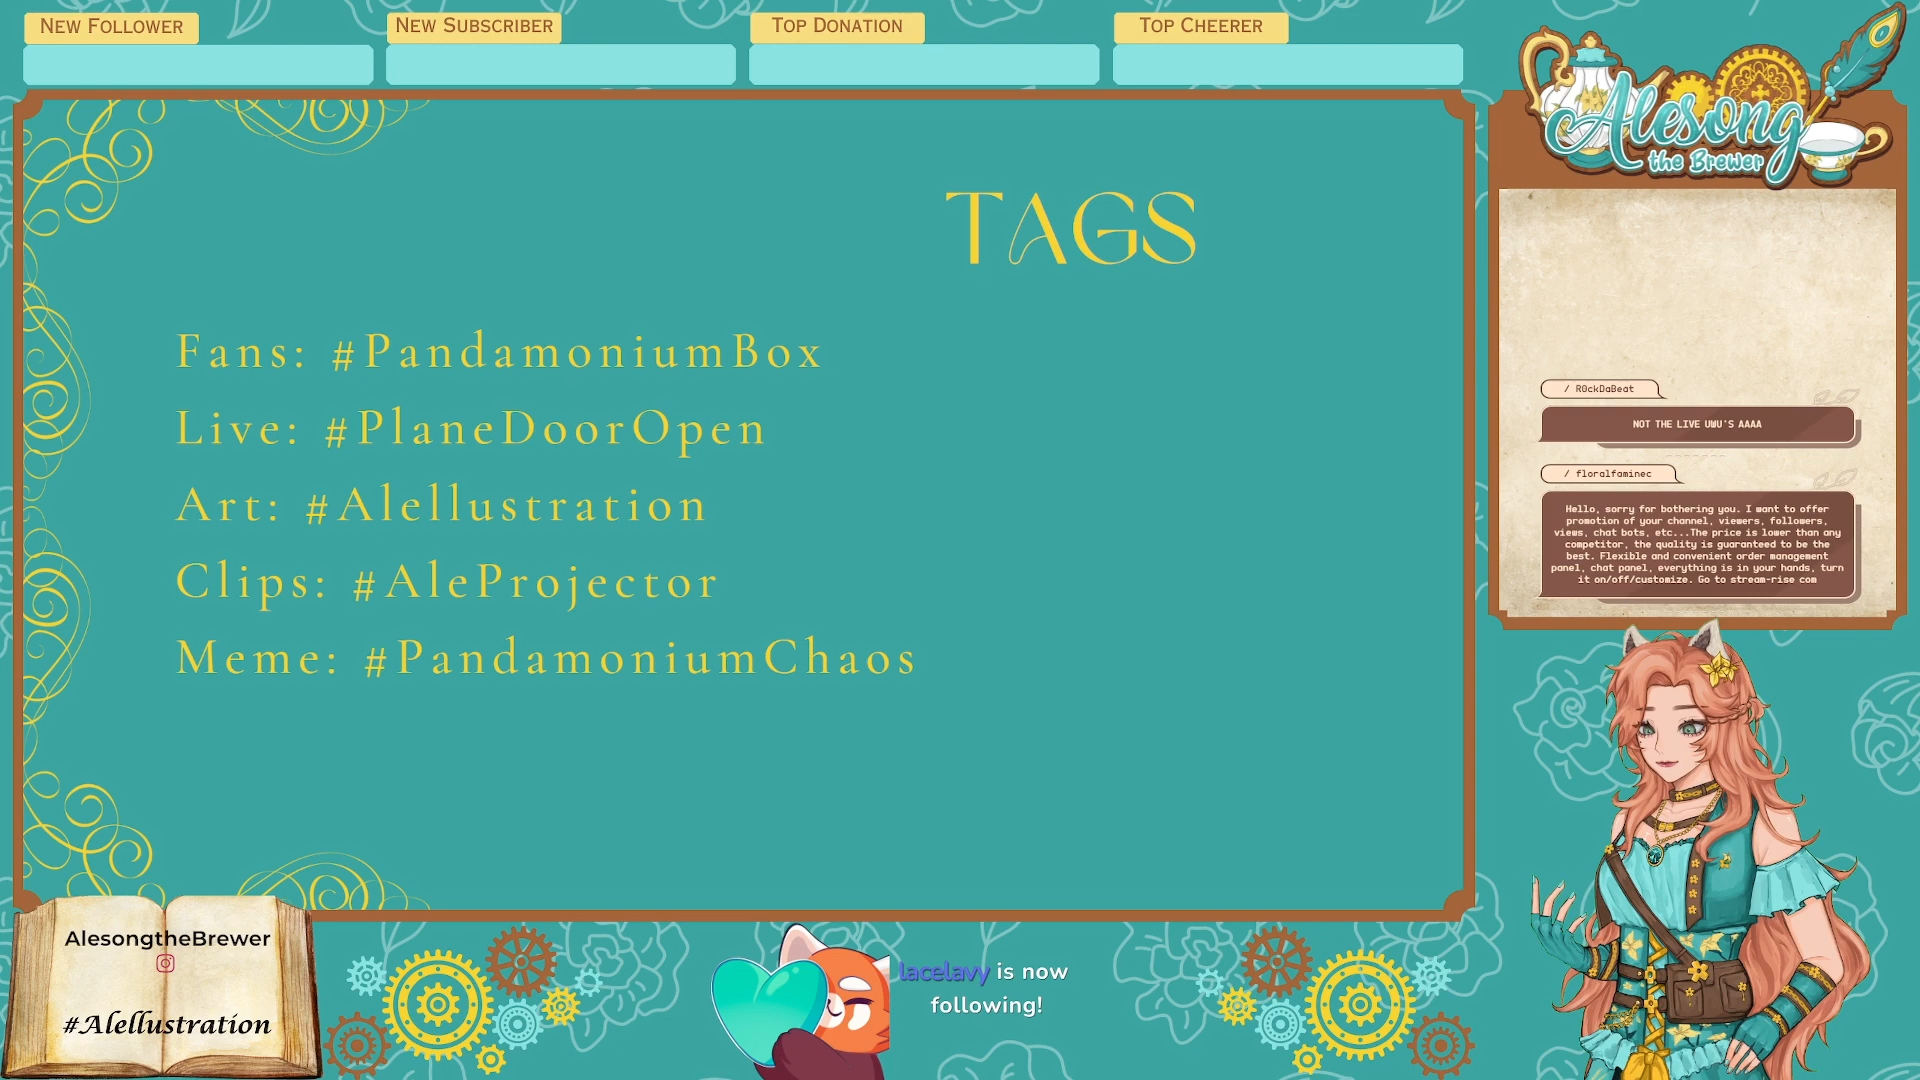 New Follower
New Subscriber
Top Donation
Top Cheerer
Alesong
the Brewer
TAGS
Fans: #PandamoniumBox
Live: #PlaneDoorOpen
Art: #Alellustration
Clips: #AleProjector
Meme: #PandamoniumChaos
/ R0ckDaBeat
NOT THE LIVE UWU'S AAAA
/ floralfaminec
Hello, sorry for bothering you. I want to offer
promotion of your channel, viewers, followers,
views, chat bots, etc...The price is lower than any
competitor, the quality is guaranteed to be the
best. Flexible and convenient order management
panel, chat panel, everything is in your hands, turn
it on/off/customize. Go to stream-rise com
AlesongtheBrewer
#Alellustration
lacelavy is now
following!